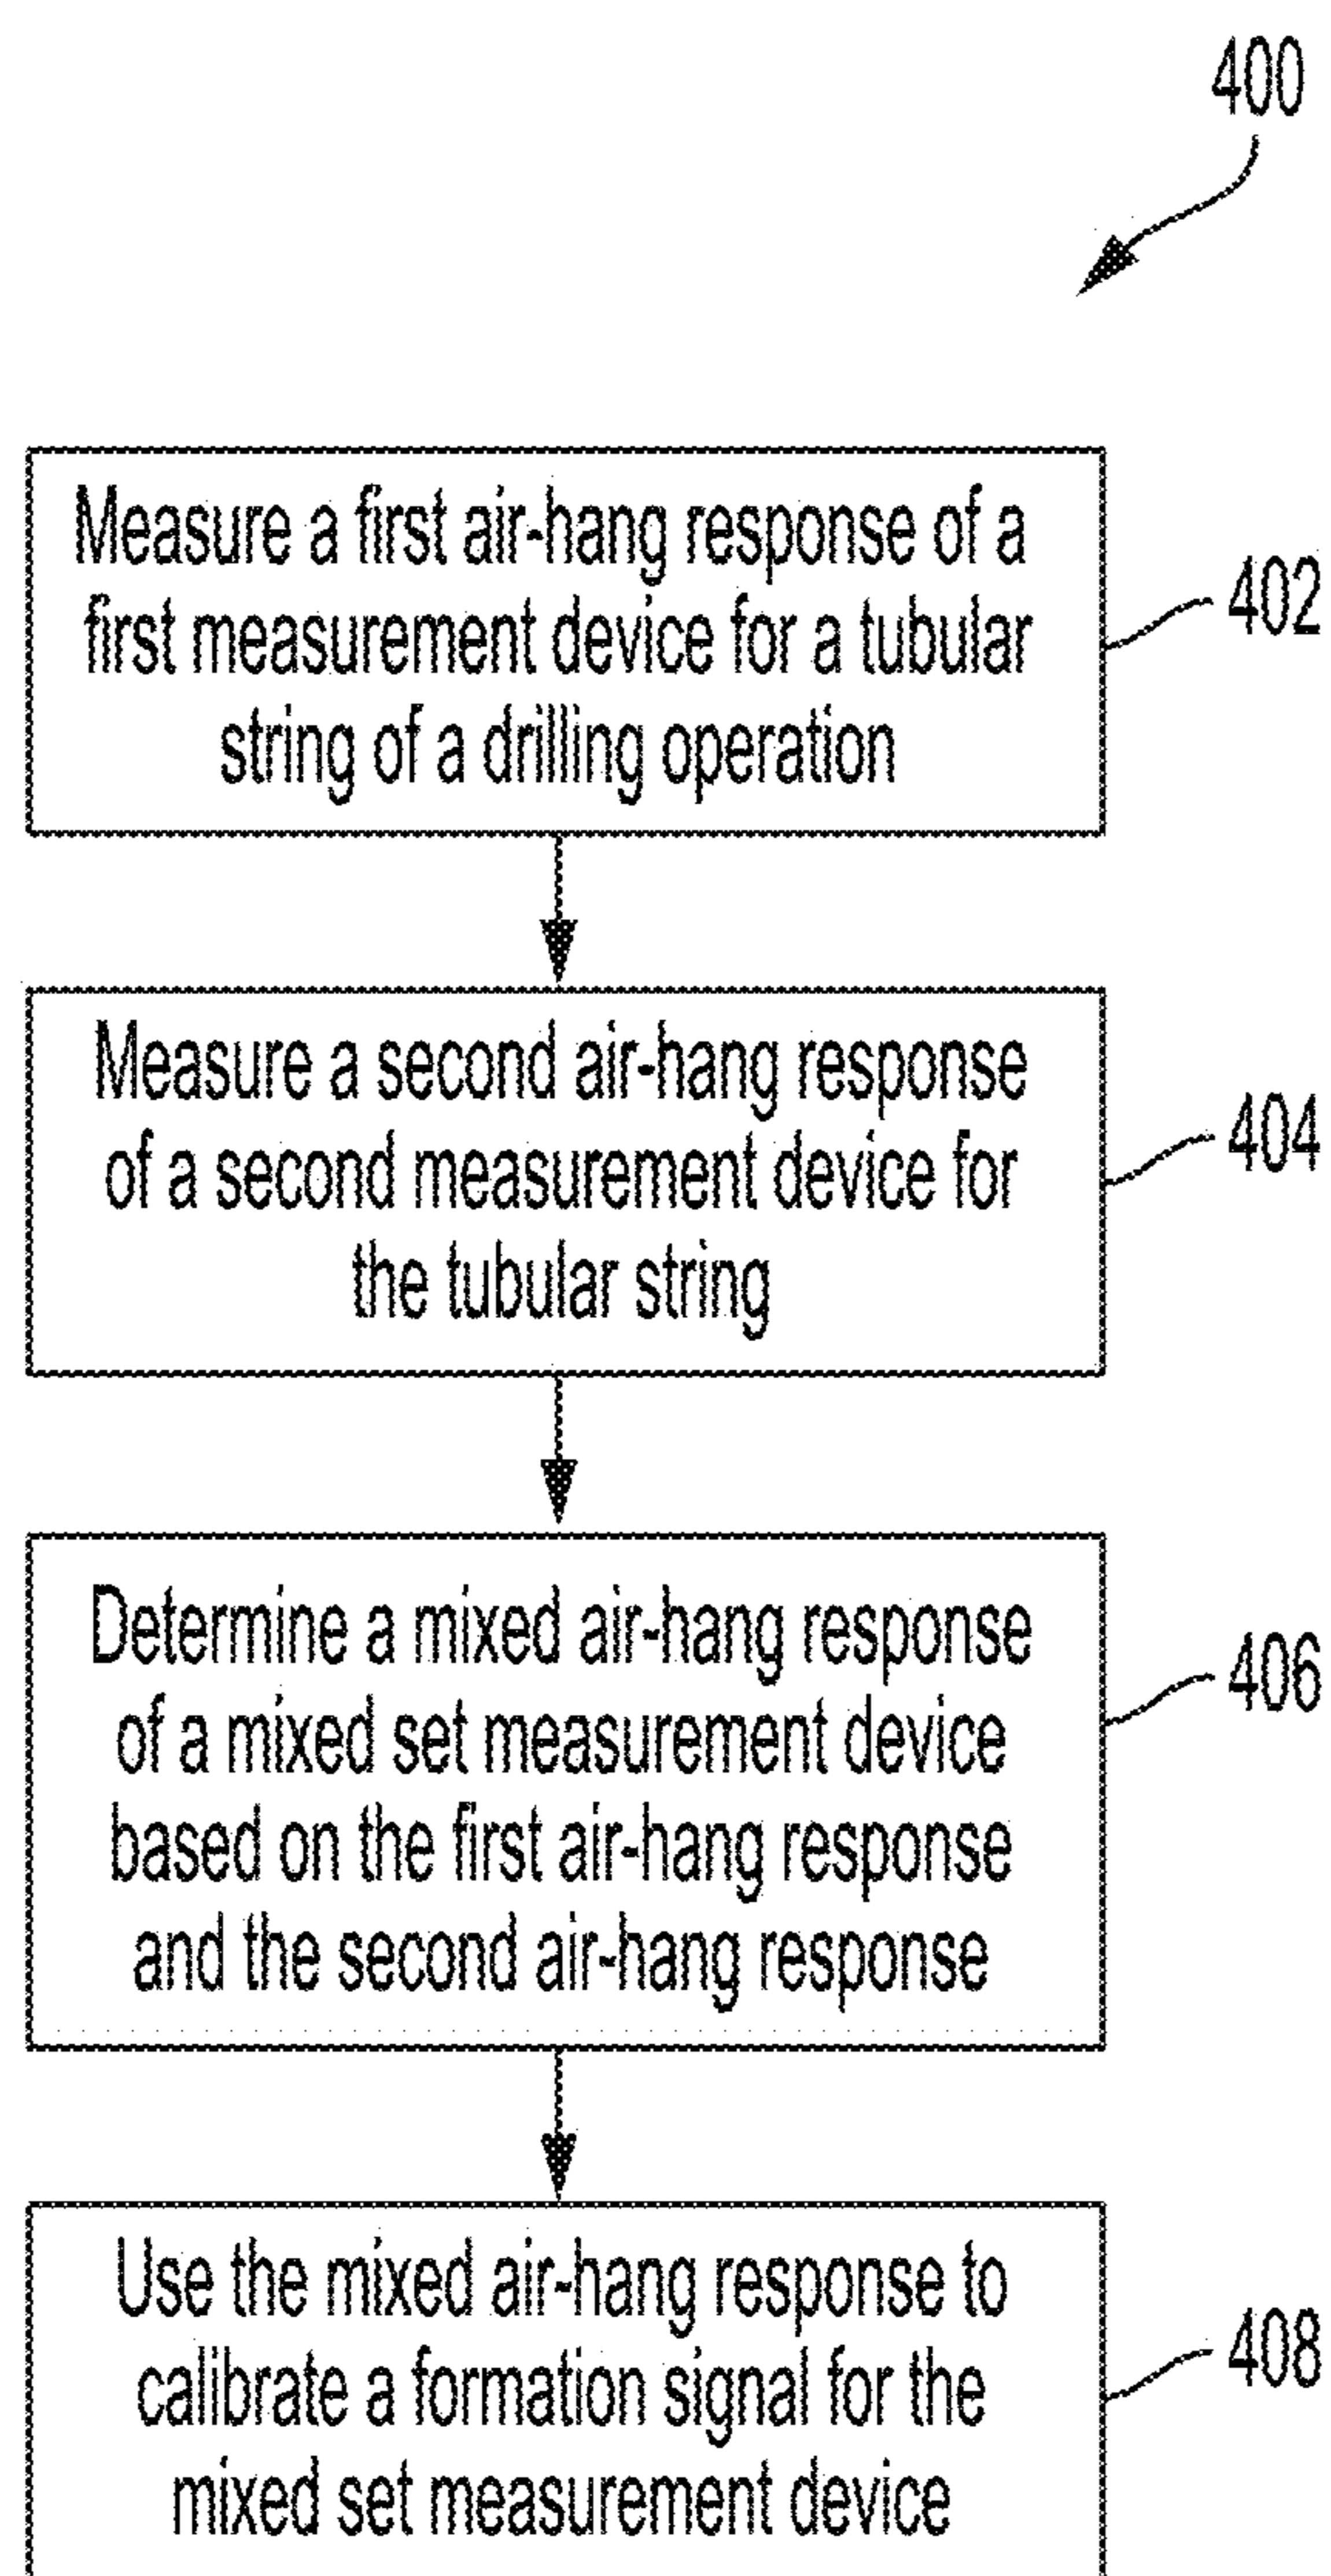 400
Measure a first air-hang response of a
first measurement device for a tubular
string of a drilling operation
402
Measure a second air-hang response
of a second measurement device for
the tubular string
404
Determine a mixed air-hang response
of a mixed set measurement device
based on the first air-hang response
and the second air-hang response
406
Use the mixed air-hang response to
calibrate a formation signal for the
mixed set measurement device
408